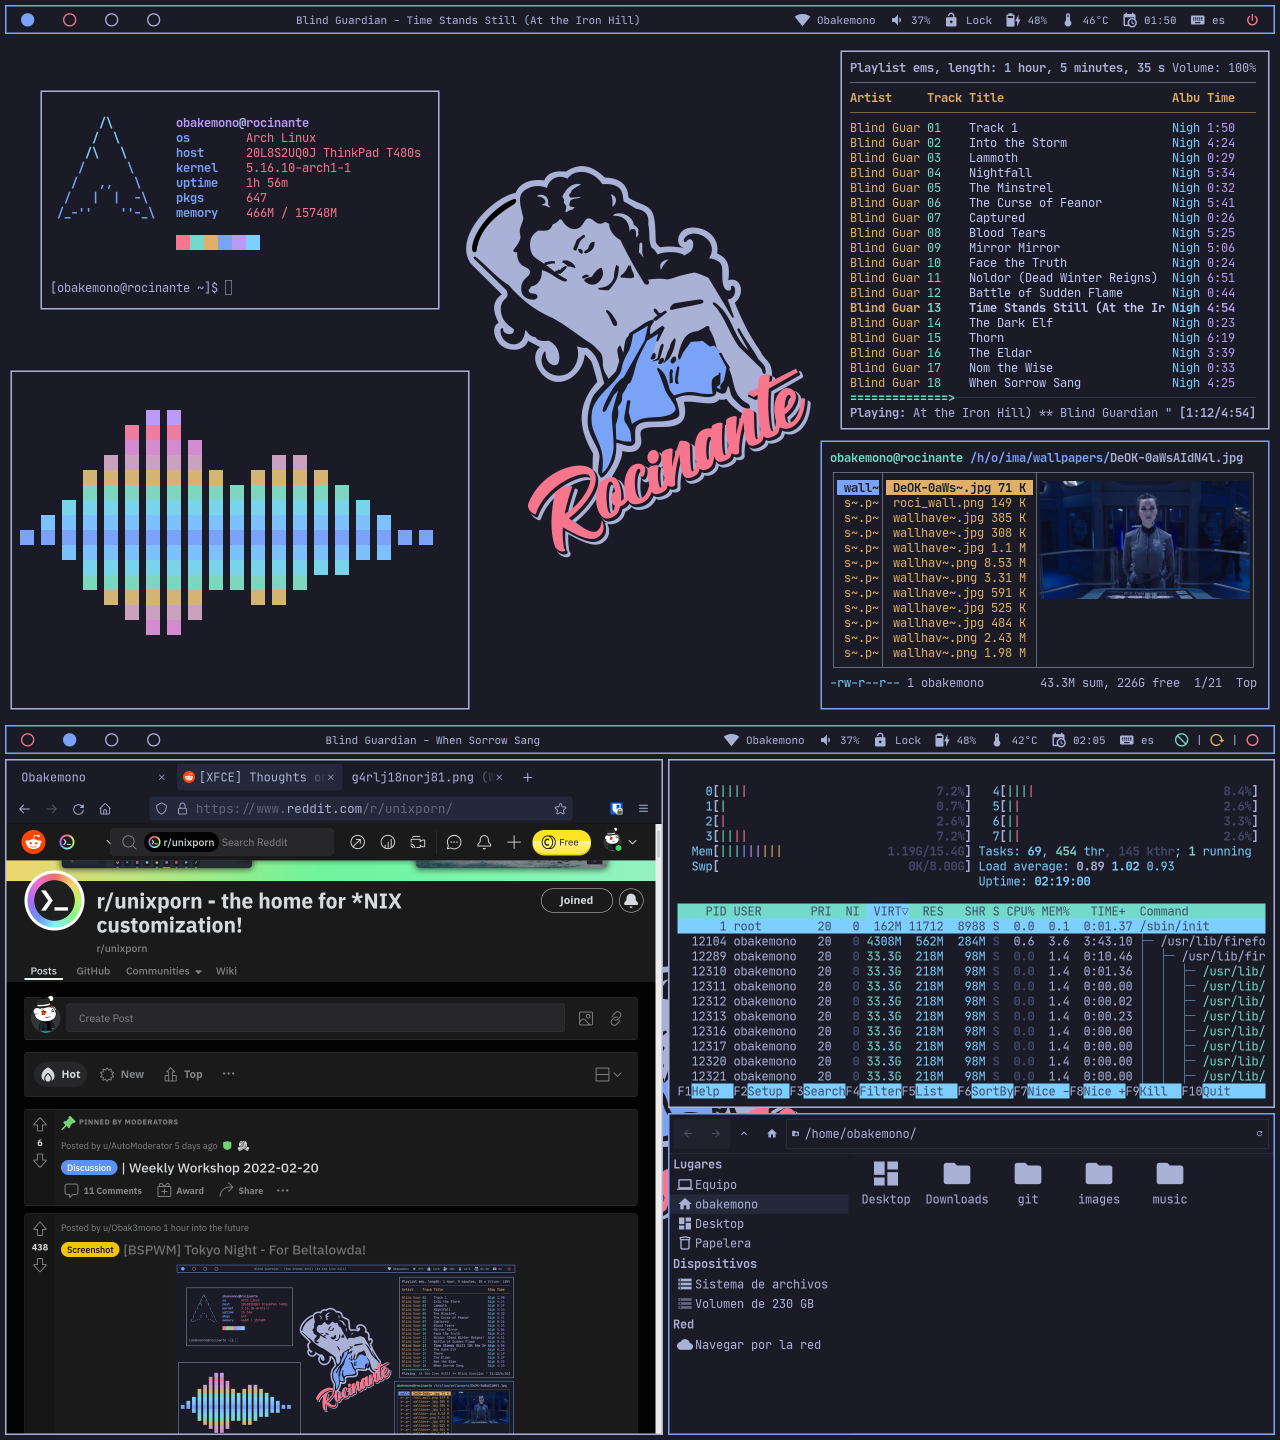 Blind Guardian - Time Stands Still (At the Iron Hill)
Obakemono 37% Lock 48% 46°C 01:50 es
obakemono@rocinante
os Arch Linux
host 20L8S2UQ0J ThinkPad T480s
kernel 5.16.10-arch1-1
uptime 1h 56m
pkgs 647
memory 466M / 15748M
[obakemono@rocinante ~]$
Rocinante
Playlist ems, length: 1 hour, 5 minutes, 35 s Volume: 100%
Artist Track Title Albu Time
Blind Guar 01 Track 1 Nigh 1:50
Blind Guar 02 Into the Storm Nigh 4:24
Blind Guar 03 Lammoth Nigh 0:29
Blind Guar 04 Nightfall Nigh 5:34
Blind Guar 05 The Minstrel Nigh 0:32
Blind Guar 06 The Curse of Feanor Nigh 5:41
Blind Guar 07 Captured Nigh 0:26
Blind Guar 08 Blood Tears Nigh 5:25
Blind Guar 09 Mirror Mirror Nigh 5:06
Blind Guar 10 Face the Truth Nigh 0:24
Blind Guar 11 Noldor (Dead Winter Reigns) Nigh 6:51
Blind Guar 12 Battle of Sudden Flame Nigh 0:44
Blind Guar 13 Time Stands Still (At the Ir Nigh 4:54
Blind Guar 14 The Dark Elf Nigh 0:23
Blind Guar 15 Thorn Nigh 6:19
Blind Guar 16 The Eldar Nigh 3:39
Blind Guar 17 Nom the Wise Nigh 0:33
Blind Guar 18 When Sorrow Sang Nigh 4:25
==============>
Playing: At the Iron Hill) ** Blind Guardian " [1:12/4:54]
obakemono@rocinante /h/o/ima/wallpapers/DeOK-0aWsAIdN4l.jpg
wall~ DeOK-0aWs~.jpg 71 K
s~.p~ roci_wall.png 149 K
s~.p~ wallhave~.jpg 385 K
s~.p~ wallhave~.jpg 308 K
s~.p~ wallhave~.jpg 1.1 M
s~.p~ wallhav~.png 8.53 M
s~.p~ wallhav~.png 3.31 M
s~.p~ wallhave~.jpg 591 K
s~.p~ wallhave~.png 525 K
s~.p~ wallhave~.jpg 484 K
s~.p~ wallhav~.png 2.43 M
s~.p~ wallhav~.png 1.98 M
-rw-r--r-- 1 obakemono 43.3M sum, 226G free 1/21 Top
Blind Guardian - When Sorrow Sang
Obakemono 37% Lock 48% 42°C 02:05 es | |
Obakemono × [XFCE] Thoughts o × g4rlj18norj81.png ( × +
https://www.reddit.com/r/unixporn/
r/unixporn Search Reddit Free
r/unixporn - the home for *NIX
customization!
Joined
r/unixporn
Posts GitHub Communities Wiki
Create Post
Hot New Top ···
PINNED BY MODERATORS
6
Posted by u/AutoModerator 5 days ago
Discussion | Weekly Workshop 2022-02-20
11 Comments Award Share ···
Posted by u/Obak3mono 1 hour into the future
438
Screenshot [BSPWM] Tokyo Night - For Beltalowda!
Rocinante
0[|||| 7.2%] 4[|||| 8.4%]
1[| 0.7%] 5[|| 2.6%]
2[| 2.6%] 6[|| 3.3%]
3[|||| 7.2%] 7[|| 2.6%]
Mem[|||||||||| 1.19G/15.4G] Tasks: 69, 454 thr, 145 kthr; 1 running
Swp[ 0K/8.00G] Load average: 0.89 1.02 0.93
Uptime: 02:19:00
PID USER PRI NI VIRT▽ RES SHR S CPU% MEM% TIME+ Command
1 root 20 0 162M 11712 8988 S 0.0 0.1 0:01.37 /sbin/init
12104 obakemono 20 0 4308M 562M 284M S 0.6 3.6 3:43.10 /usr/lib/firefo
12289 obakemono 20 0 33.3G 218M 98M S 0.0 1.4 0:10.46 /usr/lib/fir
12310 obakemono 20 0 33.3G 218M 98M S 0.0 1.4 0:01.36 /usr/lib/
12311 obakemono 20 0 33.3G 218M 98M S 0.0 1.4 0:00.00 /usr/lib/
12312 obakemono 20 0 33.3G 218M 98M S 0.0 1.4 0:00.02 /usr/lib/
12313 obakemono 20 0 33.3G 218M 98M S 0.0 1.4 0:00.23 /usr/lib/
12316 obakemono 20 0 33.3G 218M 98M S 0.0 1.4 0:00.00 /usr/lib/
12317 obakemono 20 0 33.3G 218M 98M S 0.0 1.4 0:00.00 /usr/lib/
12320 obakemono 20 0 33.3G 218M 98M S 0.0 1.4 0:00.00 /usr/lib/
12321 obakemono 20 0 33.3G 218M 98M S 0.0 1.4 0:00.00 /usr/lib/
F1Help F2Setup F3SearchF4FilterF5List F6SortByF7Nice -F8Nice +F9Kill F10Quit
/home/obakemono/
Lugares
Equipo
obakemono
Desktop
Papelera
Dispositivos
Sistema de archivos
Volumen de 230 GB
Red
Navegar por la red
Desktop Downloads git images music